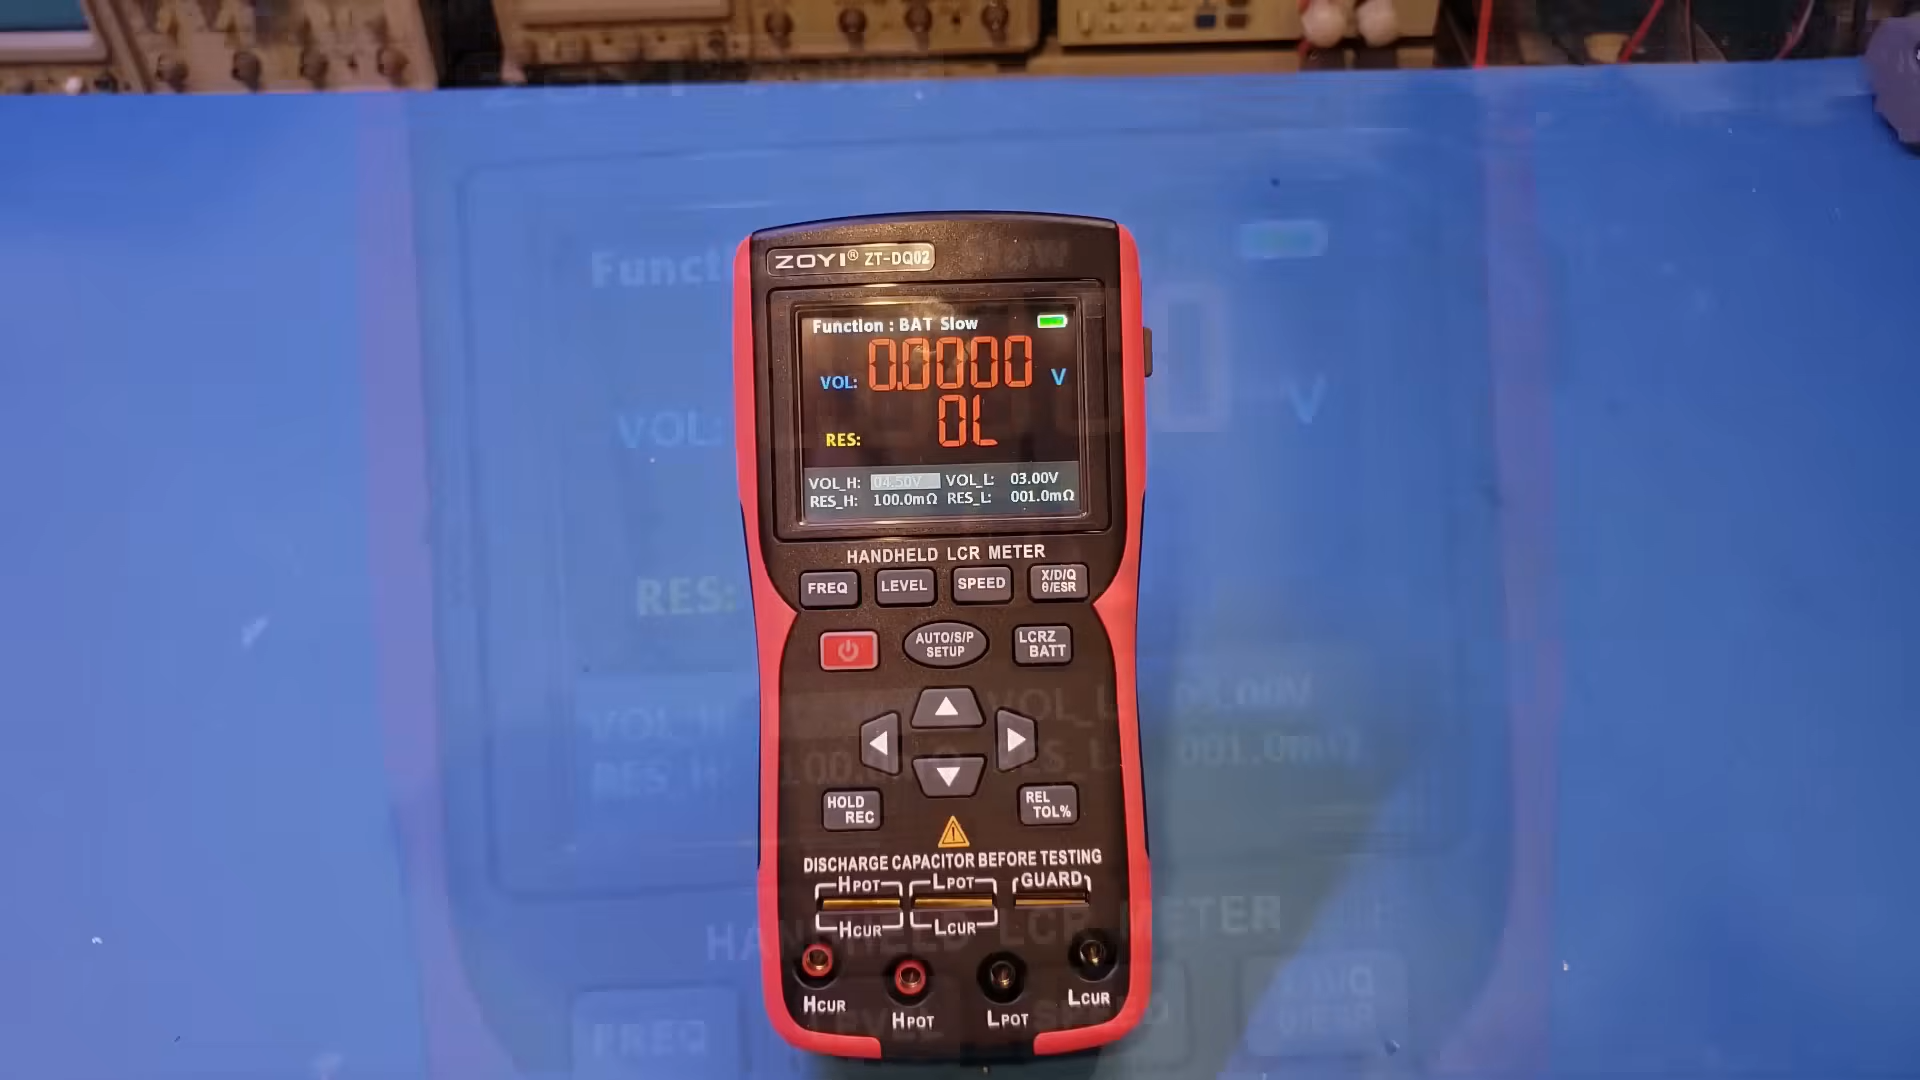 ZOYI® ZT-DQ02
Function : BAT Slow
VOL: 0.0000 V
RES: OL
VOL_H: 04.50V VOL_L: 03.00V
RES_H: 100.0mΩ RES_L: 001.0mΩ
HANDHELD LCR METER
FREQ LEVEL SPEED X/D/Q
θ/ESR
AUTO/S/P
SETUP
LCRZ
BATT
HOLD
REC
REL
TOL%
DISCHARGE CAPACITOR BEFORE TESTING
HPOT LPOT GUARD
HCUR LCUR
HCUR HPOT LPOT LCUR